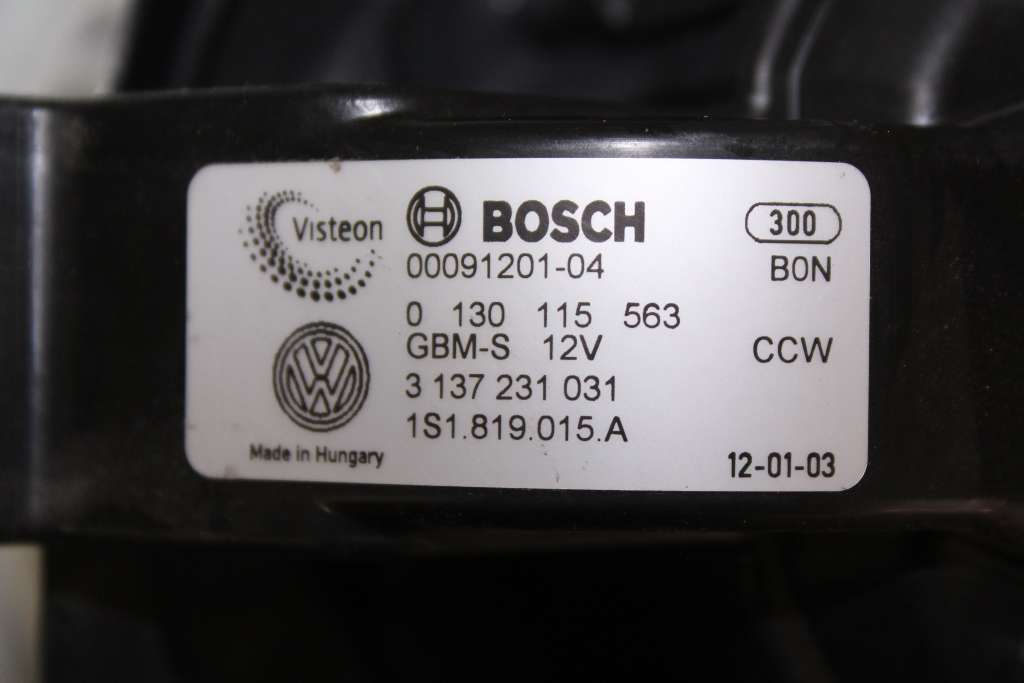 Visteon
BOSCH
300
00091201-04
B0N
0 130 115 563
GBM-S 12V
CCW
3 137 231 031
1S1.819.015.A
Made in Hungary
12-01-03